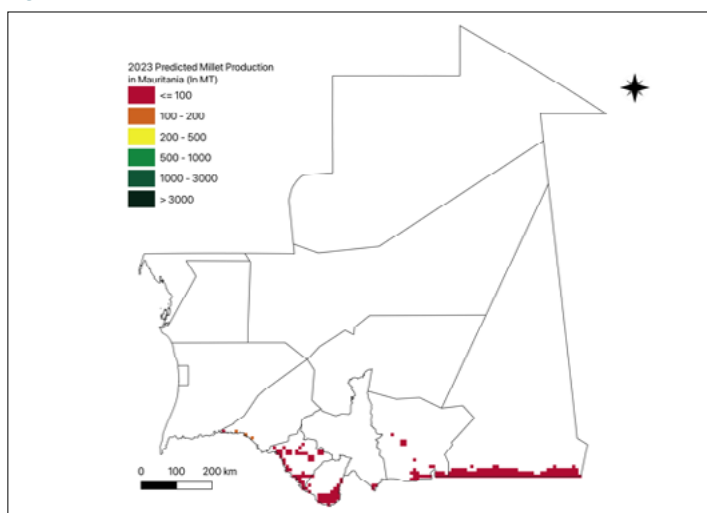 2023 Predicted Millet Production
in Mauritania (In MT)
<= 100
100 - 200
200 - 500
500 - 1000
1000 - 3000
> 3000
0 100 200 km